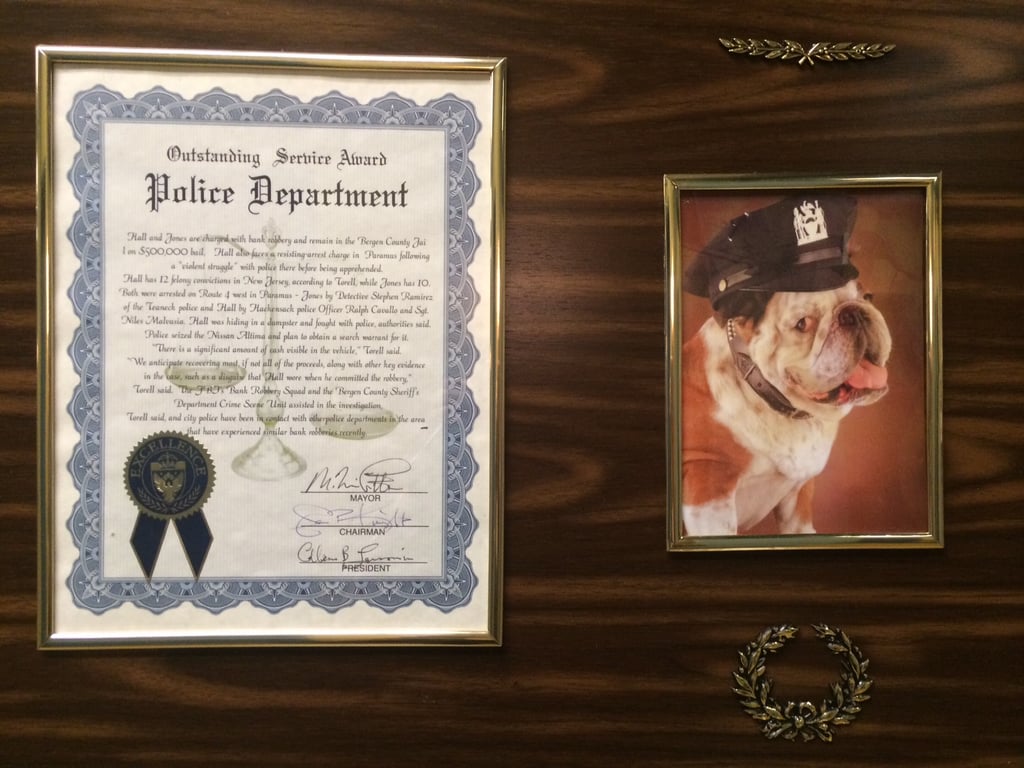 Outstanding Service Award
Police Department
Hall and Jones are charged with bank robbery and remain in the Bergen County Jai
l on $500,000 bail. Hall also faces a resisting-arrest charge in Paramus following
a "violent struggle" with police there before being apprehended.
Hall has 12 felony convictions in New Jersey, according to Torell, while Jones has 10.
Both were arrested on Route 4 west in Paramus - Jones by Detective Stephen Ramirez
of the Teaneck police and Hall by Hackensack police Officer Ralph Cavallo and Sgt.
Niles Malvasia. Hall was hiding in a dumpster and fought with police, authorities said.
Police seized the Nissan Altima and plan to obtain a search warrant for it.
"There is a significant amount of cash visible in the vehicle," Torell said.
"We anticipate recovering most, if not all of the proceeds, along with other key evidence
in the case, such as a disguise that Hall wore when he committed the robbery,"
Torell said. The FBI's Bank Robbery Squad and the Bergen County Sheriff's
Department Crime Scene Unit assisted in the investigation.
Torell said, and city police have been in contact with other police departments in the area
that have experienced similar bank robberies recently.
EXCELLENCE
MAYOR
CHAIRMAN
PRESIDENT